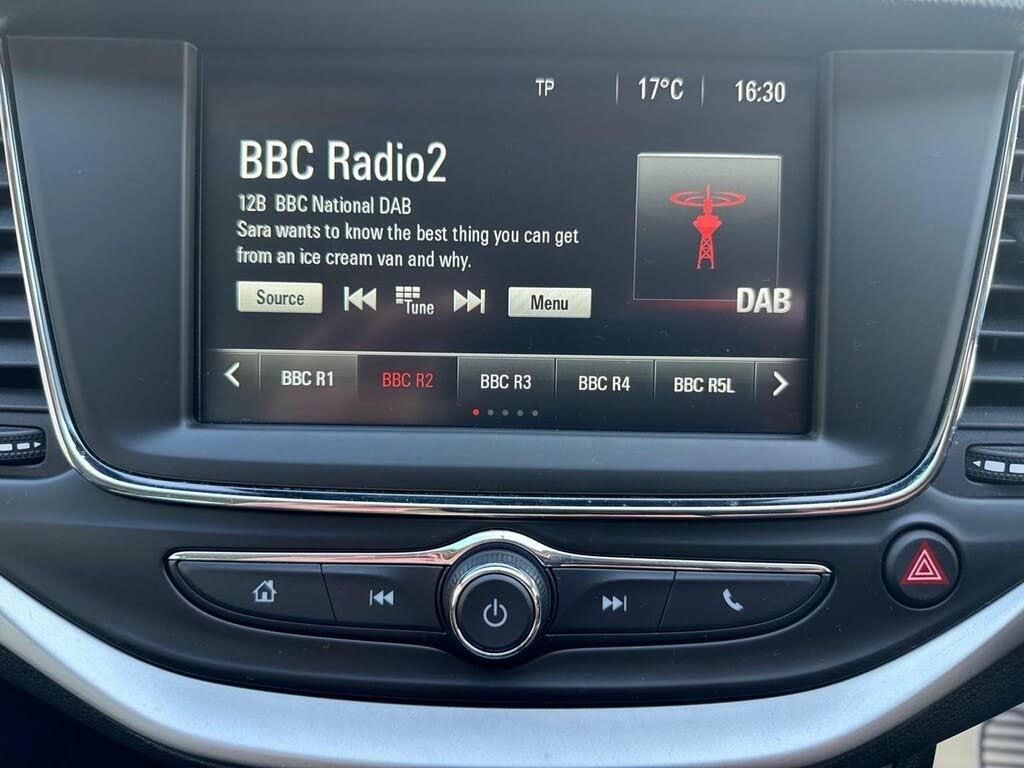 TP 17°C 16:30
BBC Radio2
12B BBC National DAB
Sara wants to know the best thing you can get
from an ice cream van and why.
Source Tune Menu
DAB
BBC R1 BBC R2 BBC R3 BBC R4 BBC R5L